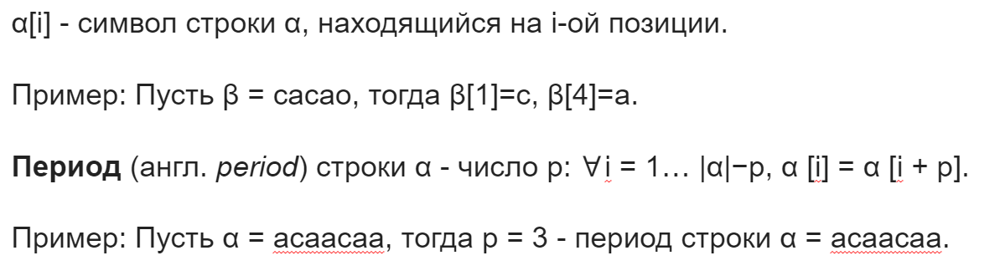 α[i] - символ строки α, находящийся на i-ой позиции.
Пример: Пусть β = cacao, тогда β[1]=c, β[4]=a.
Период (англ. period) строки α - число p: ∀i = 1… |α|−p, α [i] = α [i + p].
Пример: Пусть α = acaacaa, тогда p = 3 - период строки α = acaacaa.